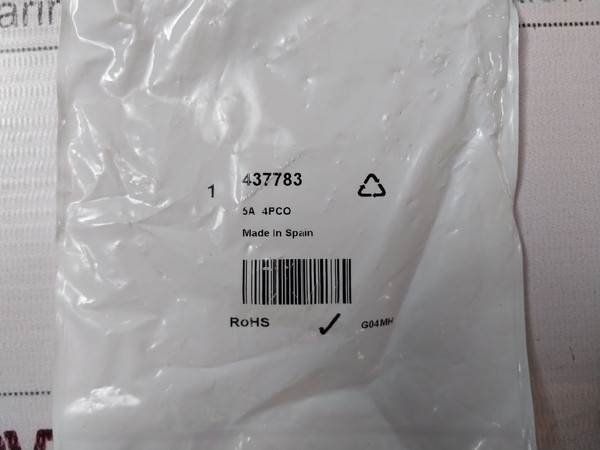 1 437783
5A 4PCO
Made In Spain
RoHS G04MH